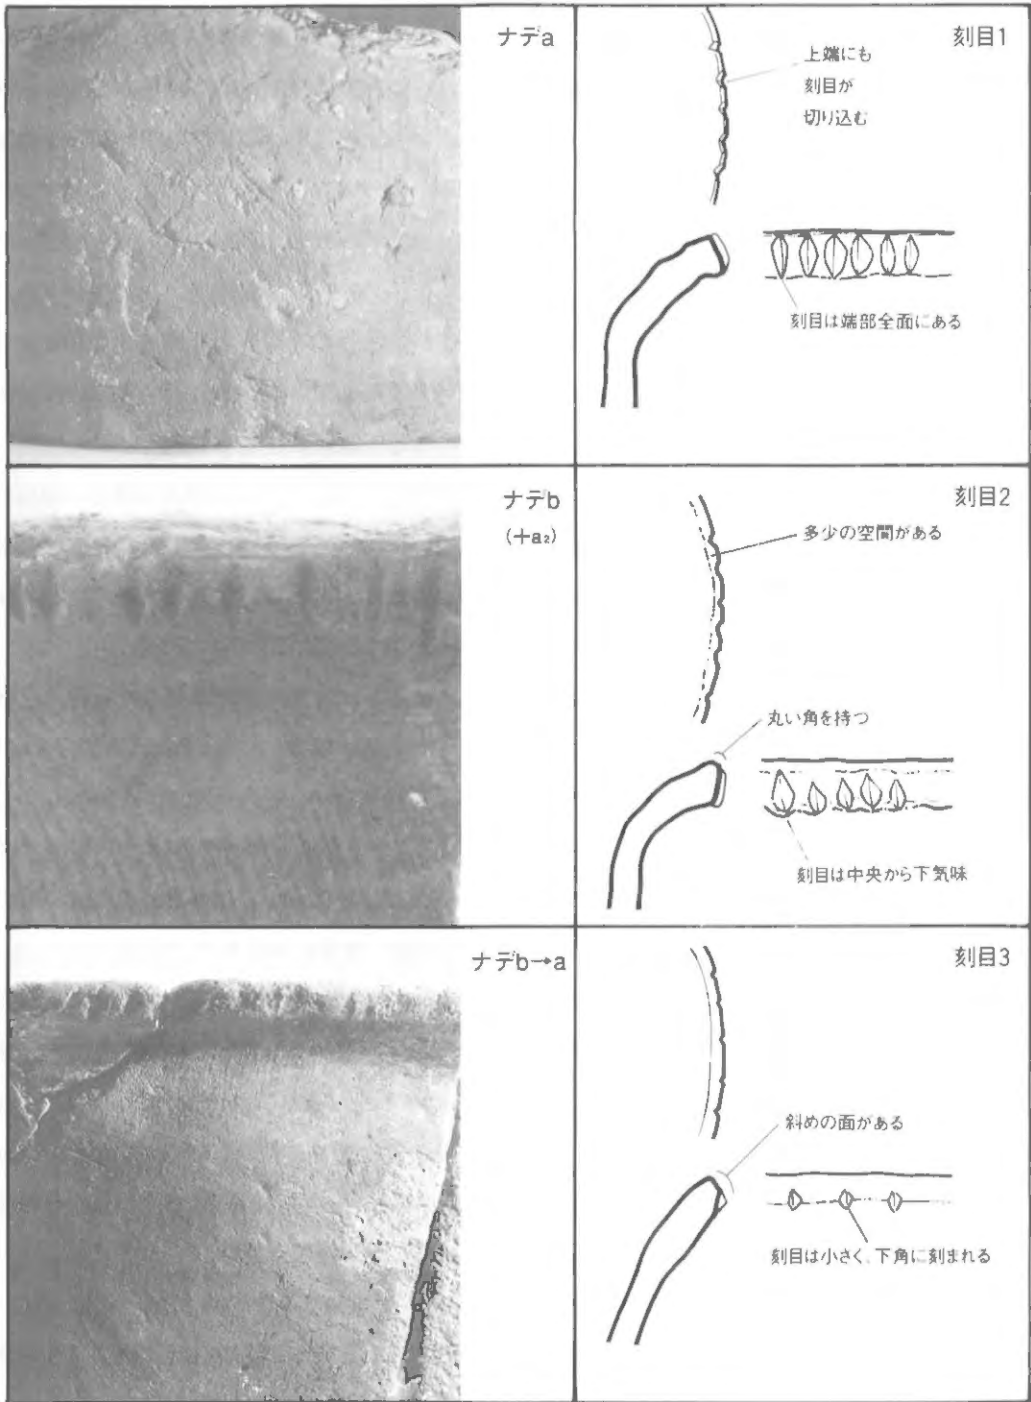 ナデa
刻目1
上端にも
刻目が
切り込む
刻目は端部全面にある
ナデb
(+a₂)
刻目2
多少の空間がある
丸い角を持つ
刻目は中央から下気味
ナデb→a
刻目3
斜めの面がある
刻目は小さく、下角に刻まれる